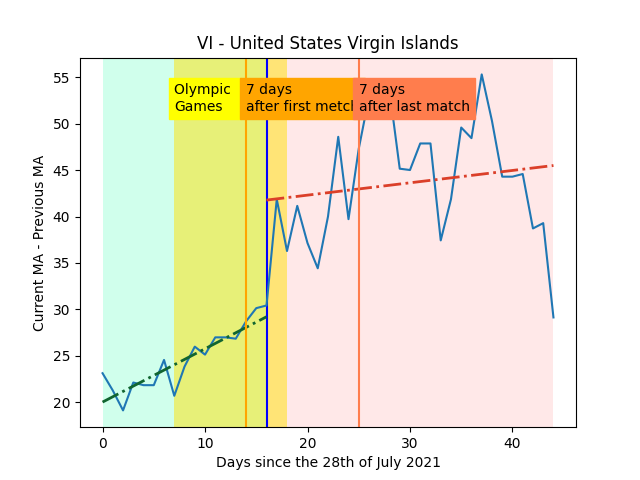 VI - United States Virgin Islands
Current MA - Previous MA
55
50
45
40
35
30
25
20
Olympic
Games
7 days
after first
7 days
after last match
0
10
20
30
40
Days since the 28th of July 2021